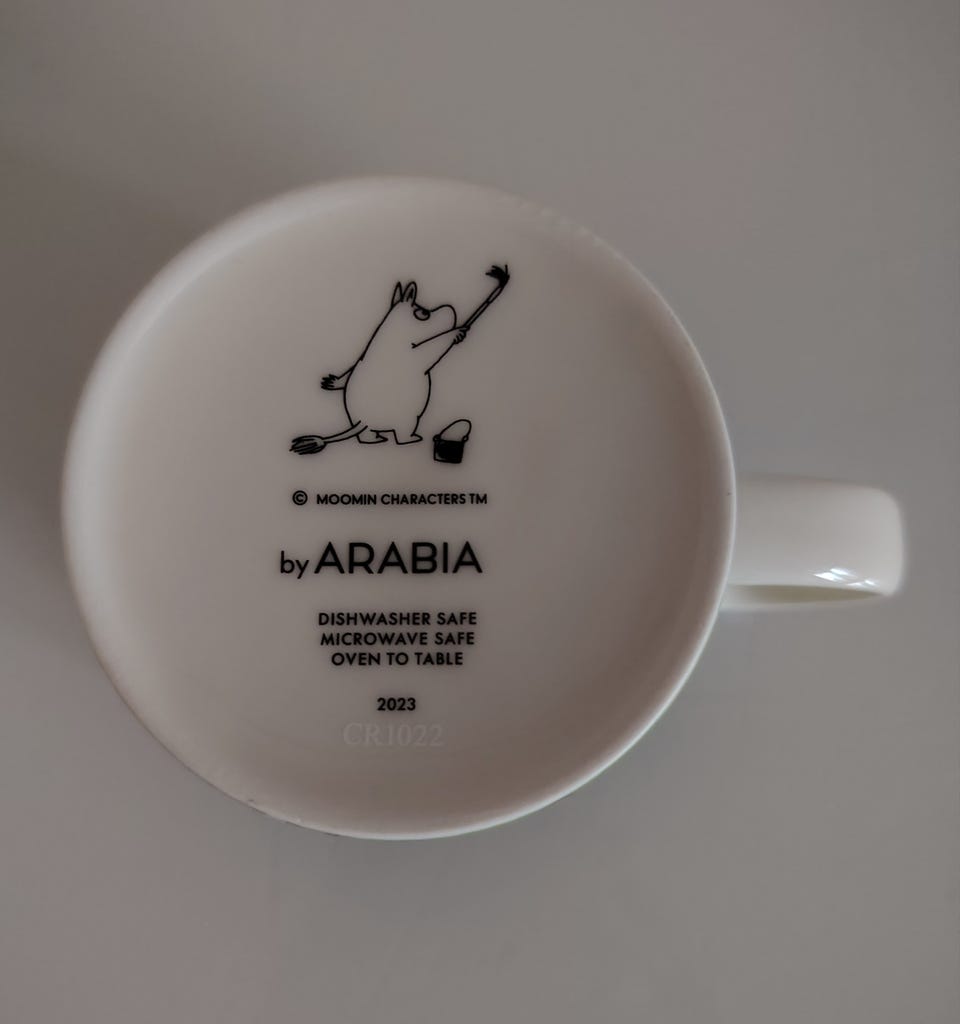 © MOOMIN CHARACTERS TM
by ARABIA
DISHWASHER SAFE
MICROWAVE SAFE
OVEN TO TABLE
2023
CR1022